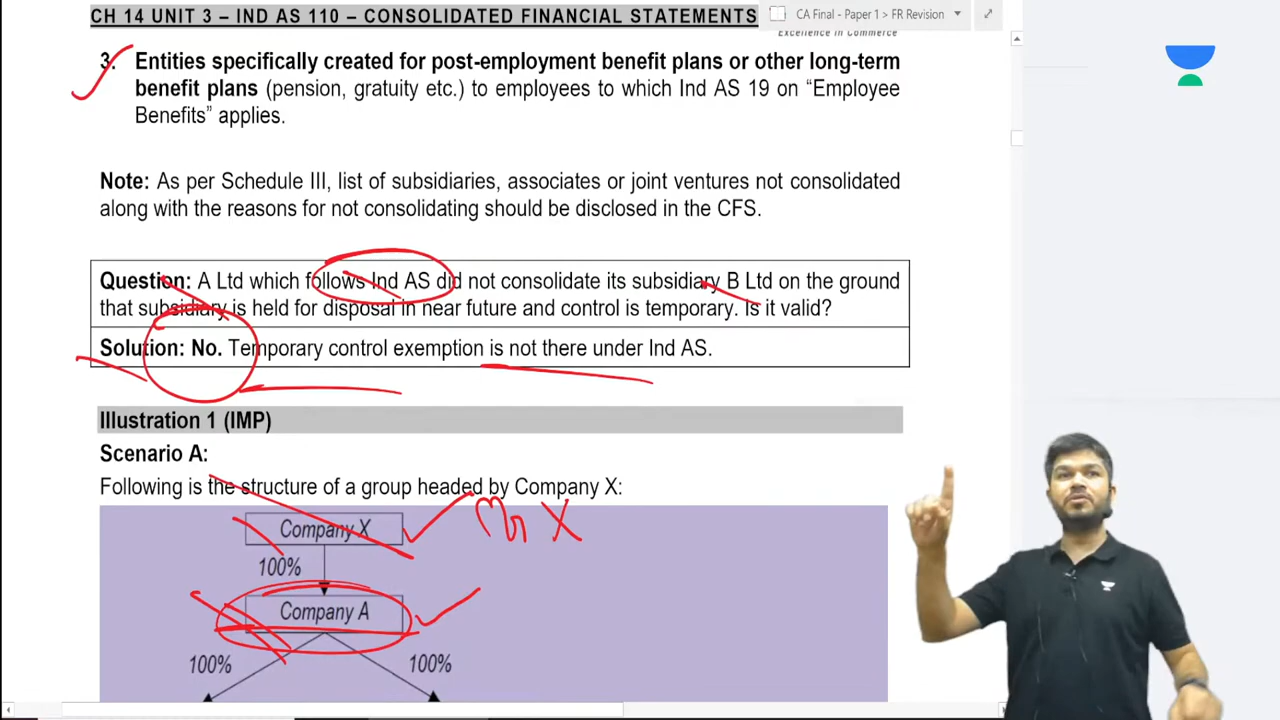 CH 14 UNIT 3 – IND AS 110 – CONSOLIDATED FINANCIAL STATEMENTS
CA Final - Paper 1 > FR Revision
Excellence in Commerce
3. Entities specifically created for post-employment benefit plans or other long-term
benefit plans (pension, gratuity etc.) to employees to which Ind AS 19 on “Employee
Benefits” applies.
Note: As per Schedule III, list of subsidiaries, associates or joint ventures not consolidated
along with the reasons for not consolidating should be disclosed in the CFS.
Question: A Ltd which follows Ind AS did not consolidate its subsidiary B Ltd on the ground
that subsidiary is held for disposal in near future and control is temporary. Is it valid?
Solution: No. Temporary control exemption is not there under Ind AS.
Illustration 1 (IMP)
Scenario A:
Following is the structure of a group headed by Company X:
Company X
Mr X
100%
Company A
100%
100%